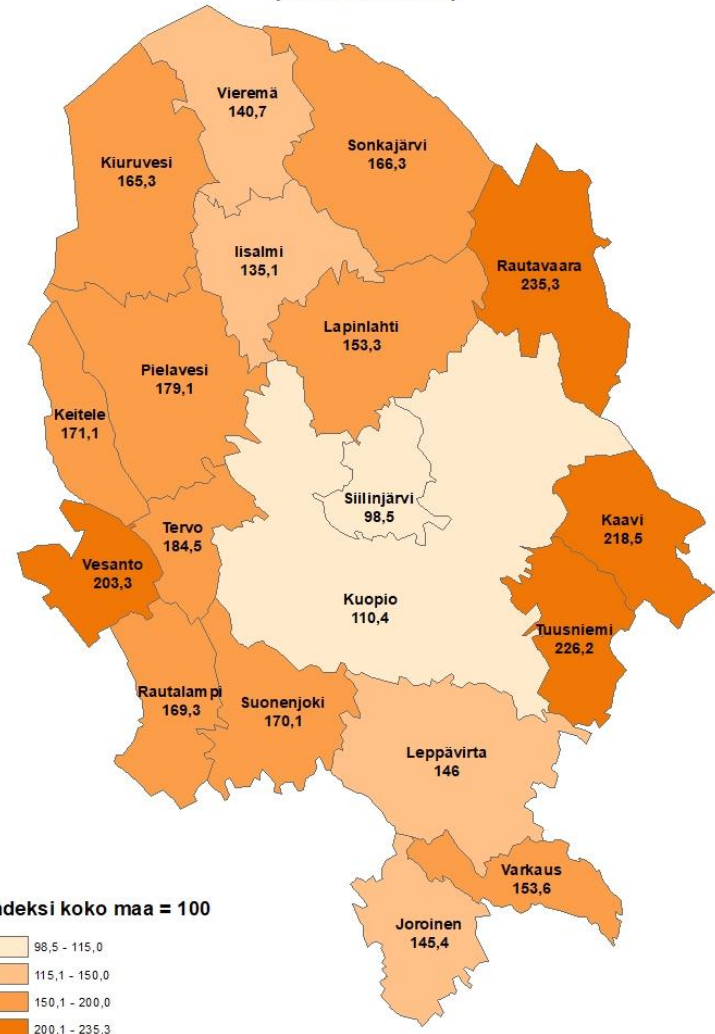 Vieremä
140,7
Sonkajärvi
166,3
Kiuruvesi
165,3
Iisalmi
135,1
Rautavaara
235,3
Lapinlahti
153,3
Pielavesi
179,1
Keitele
171,1
Siilinjärvi
98,5
Kaavi
218,5
Tervo
184,5
Vesanto
203,3
Kuopio
110,4
Tuusniemi
226,2
Rautalampi
169,3
Suonenjoki
170,1
Leppävirta
146
Varkaus
153,6
Joroinen
145,4
ndeksi koko maa = 100
98,5 - 115,0
115,1 - 150,0
150,1 - 200,0
200,1 - 235,3